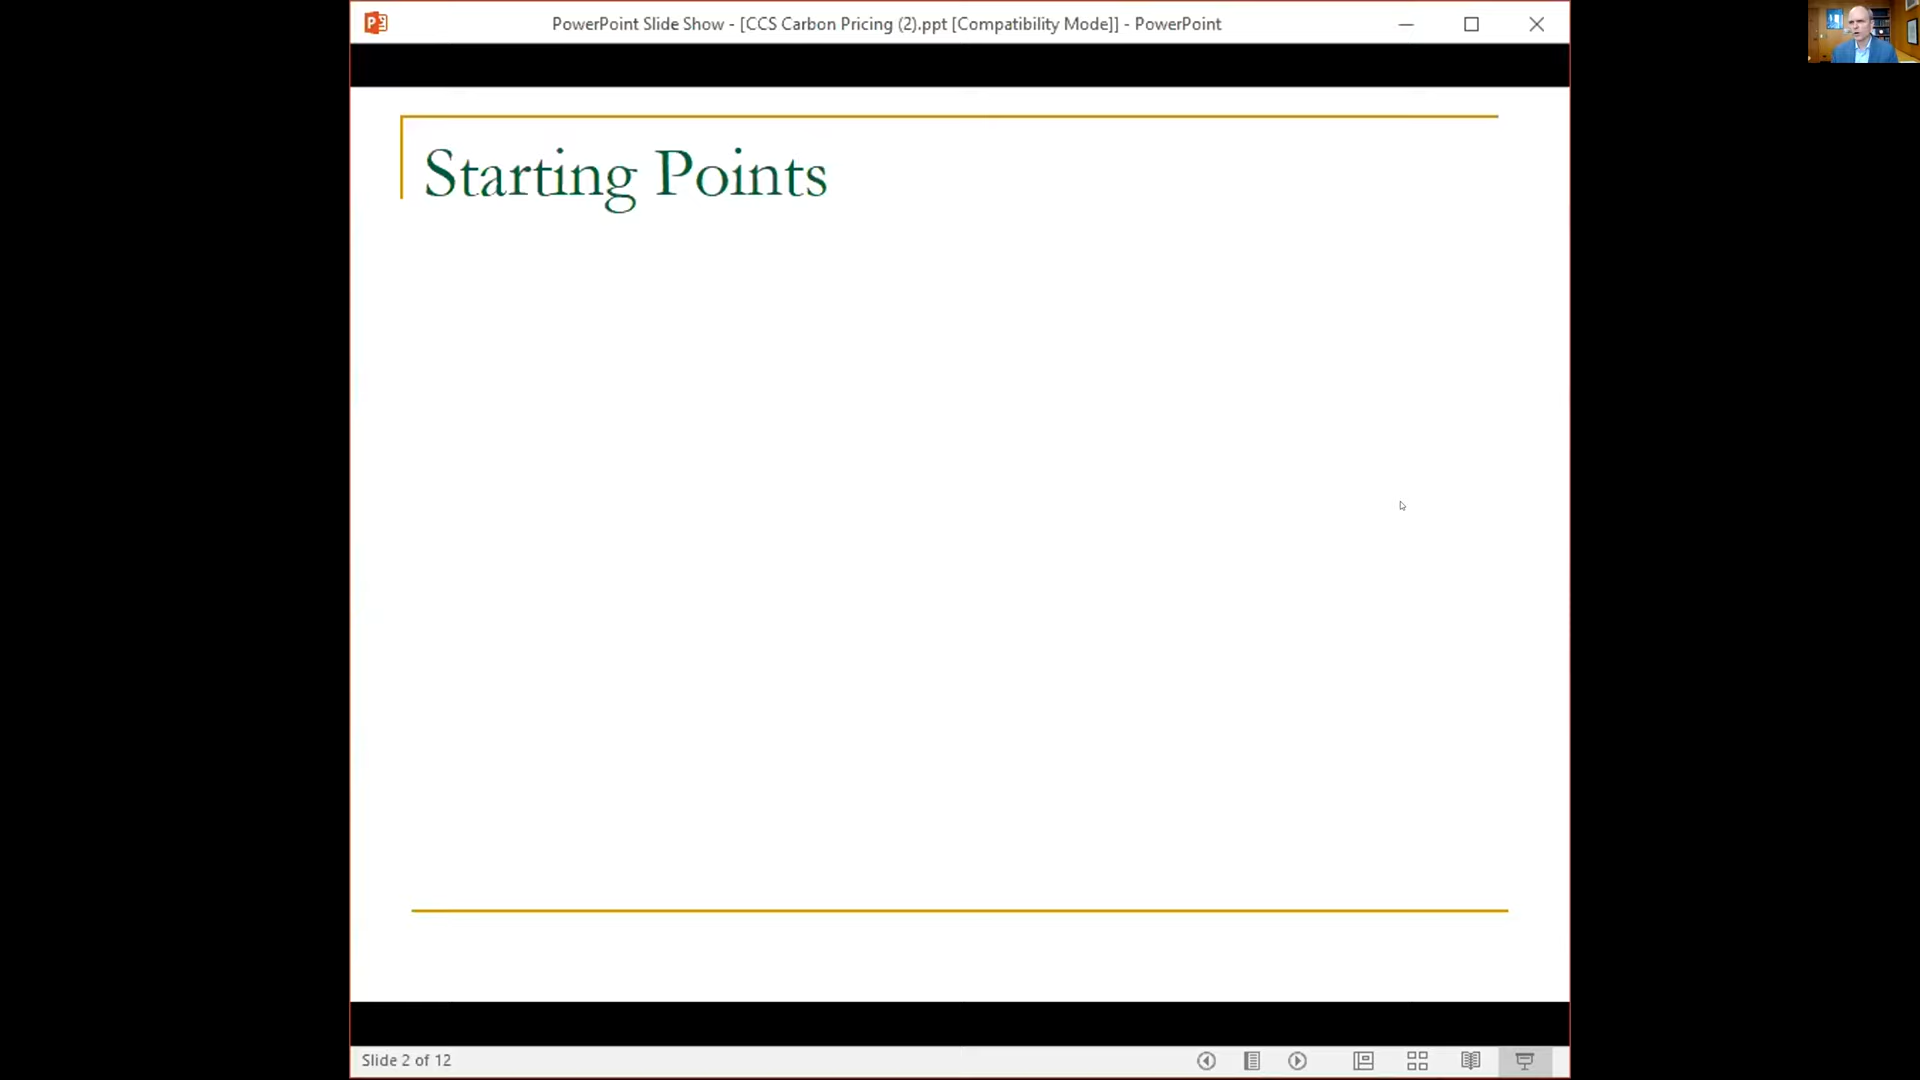 PowerPoint Slide Show - [CCS Carbon Pricing (2).ppt [Compatibility Mode]] - PowerPoint
Starting Points
Slide 2 of 12